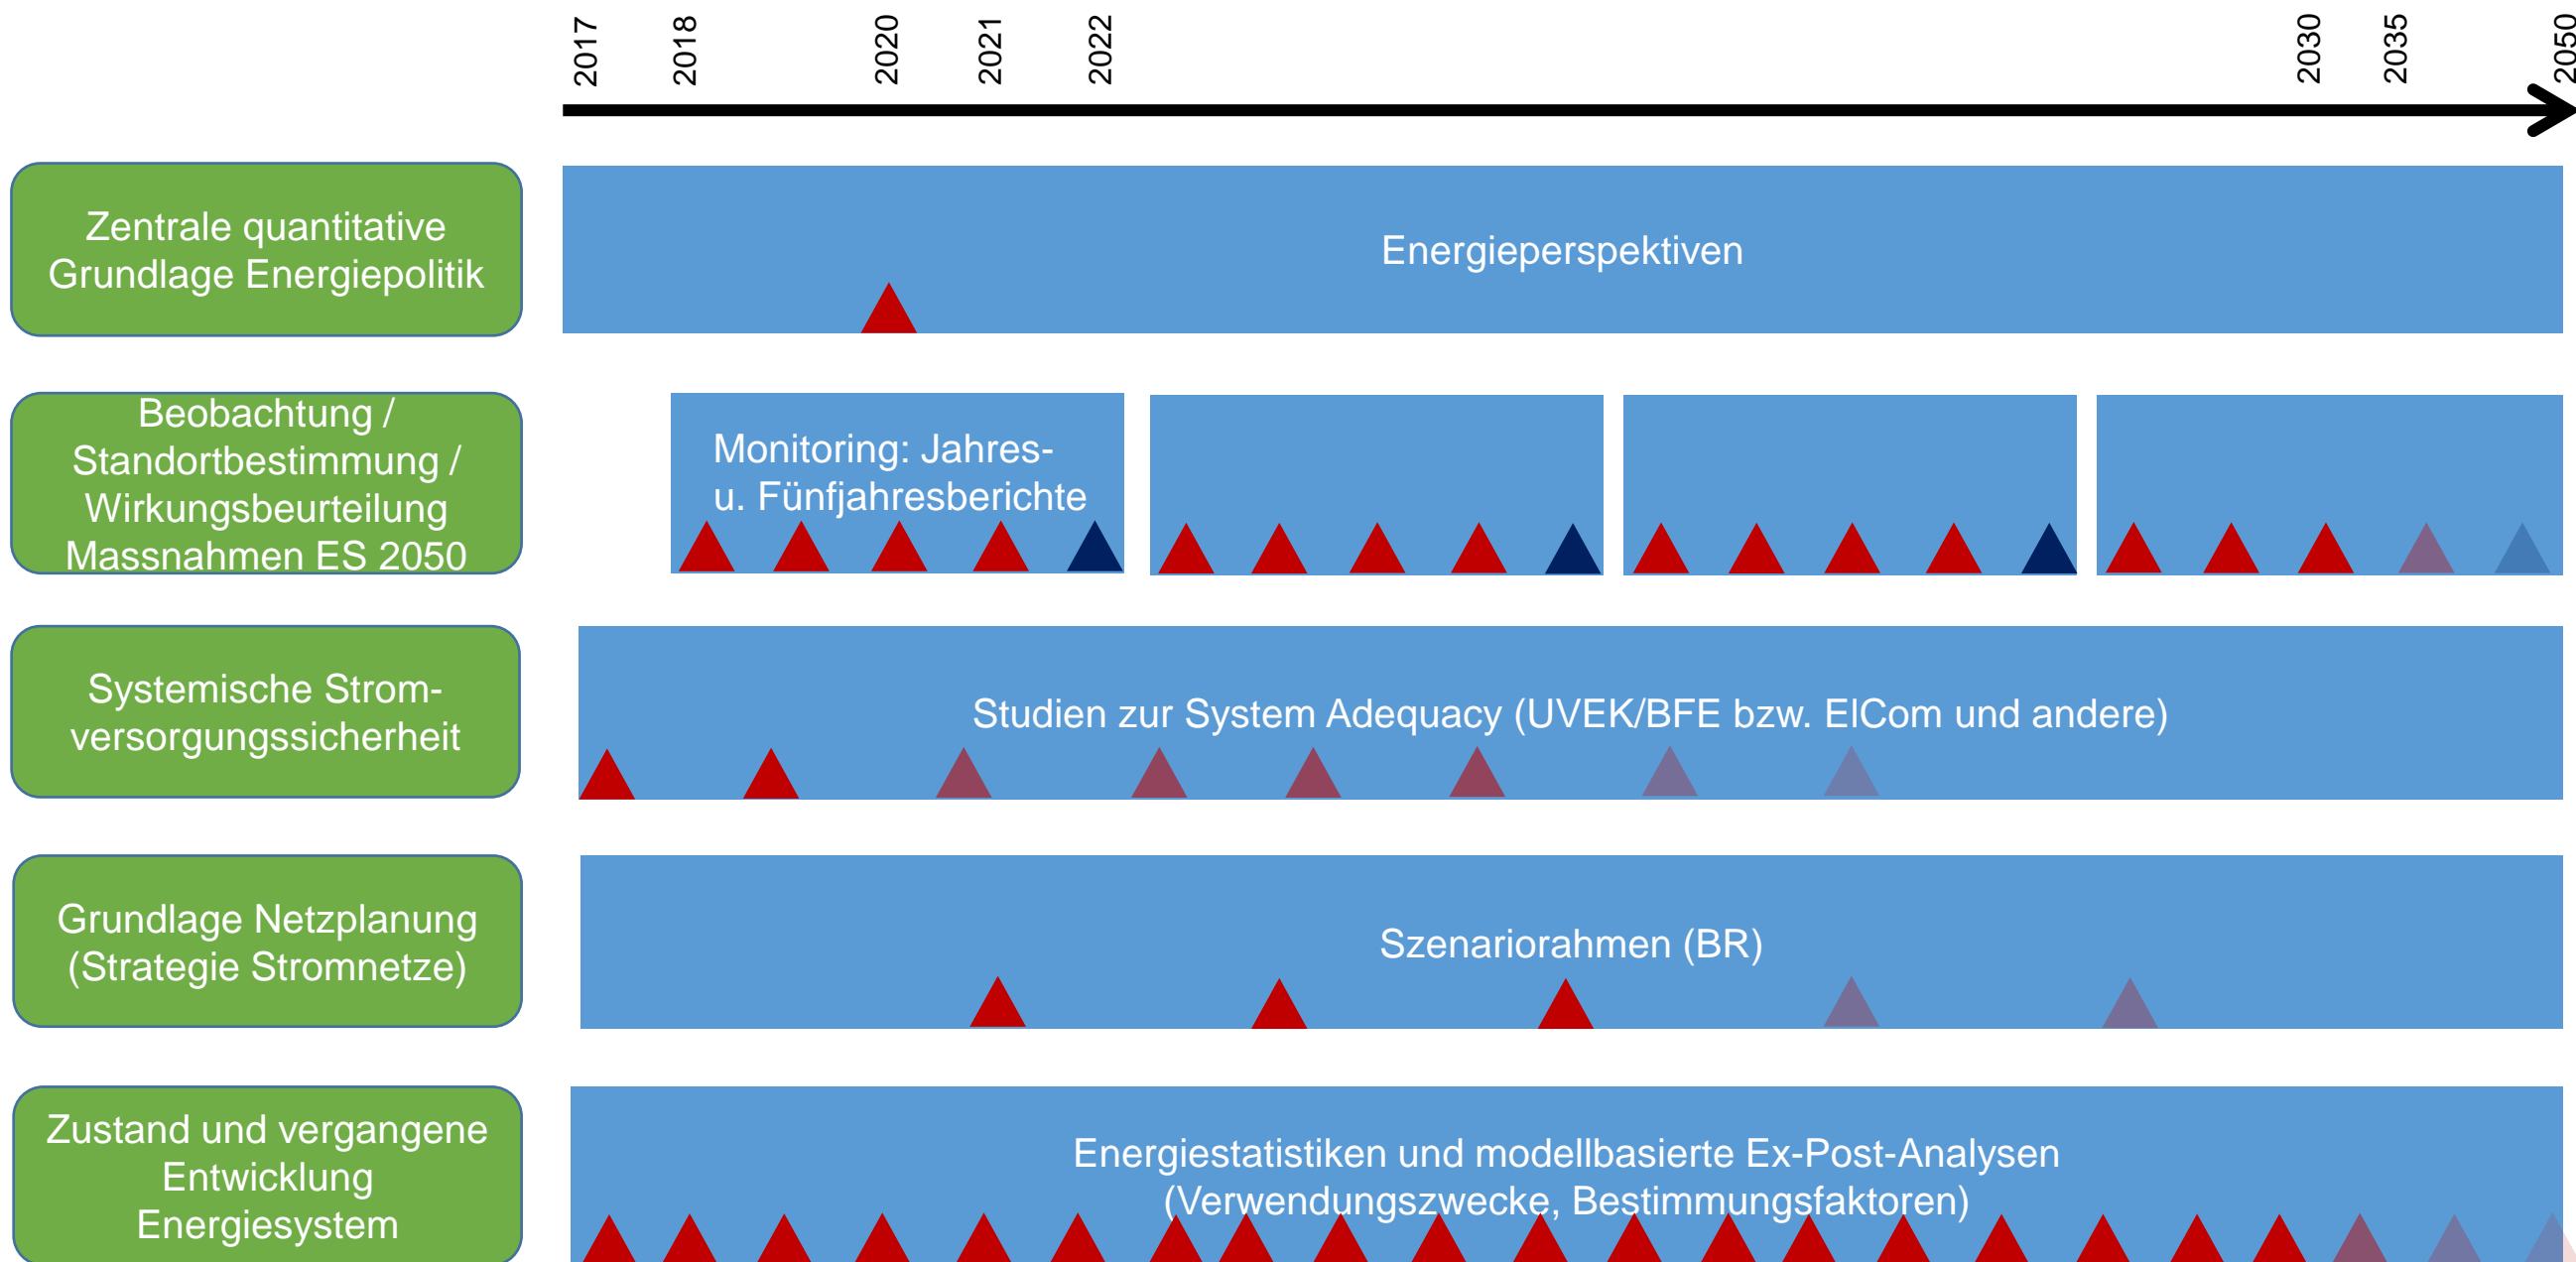 2017
2018
2020
2021
2022
2030
2035
2050
Zentrale quantitative
Grundlage Energiepolitik
Energieperspektiven
Beobachtung /
Standortbestimmung /
Wirkungsbeurteilung
Massnahmen ES 2050
Monitoring: Jahres-
u. Fünfjahresberichte
Systemische Strom-
versorgungssicherheit
Studien zur System Adequacy (UVEK/BFE bzw. ElCom und andere)
Grundlage Netzplanung
(Strategie Stromnetze)
Szenariorahmen (BR)
Zustand und vergangene
Entwicklung
Energiesystem
Energiestatistiken und modellbasierte Ex-Post-Analysen
(Verwendungszwecke, Bestimmungsfaktoren)